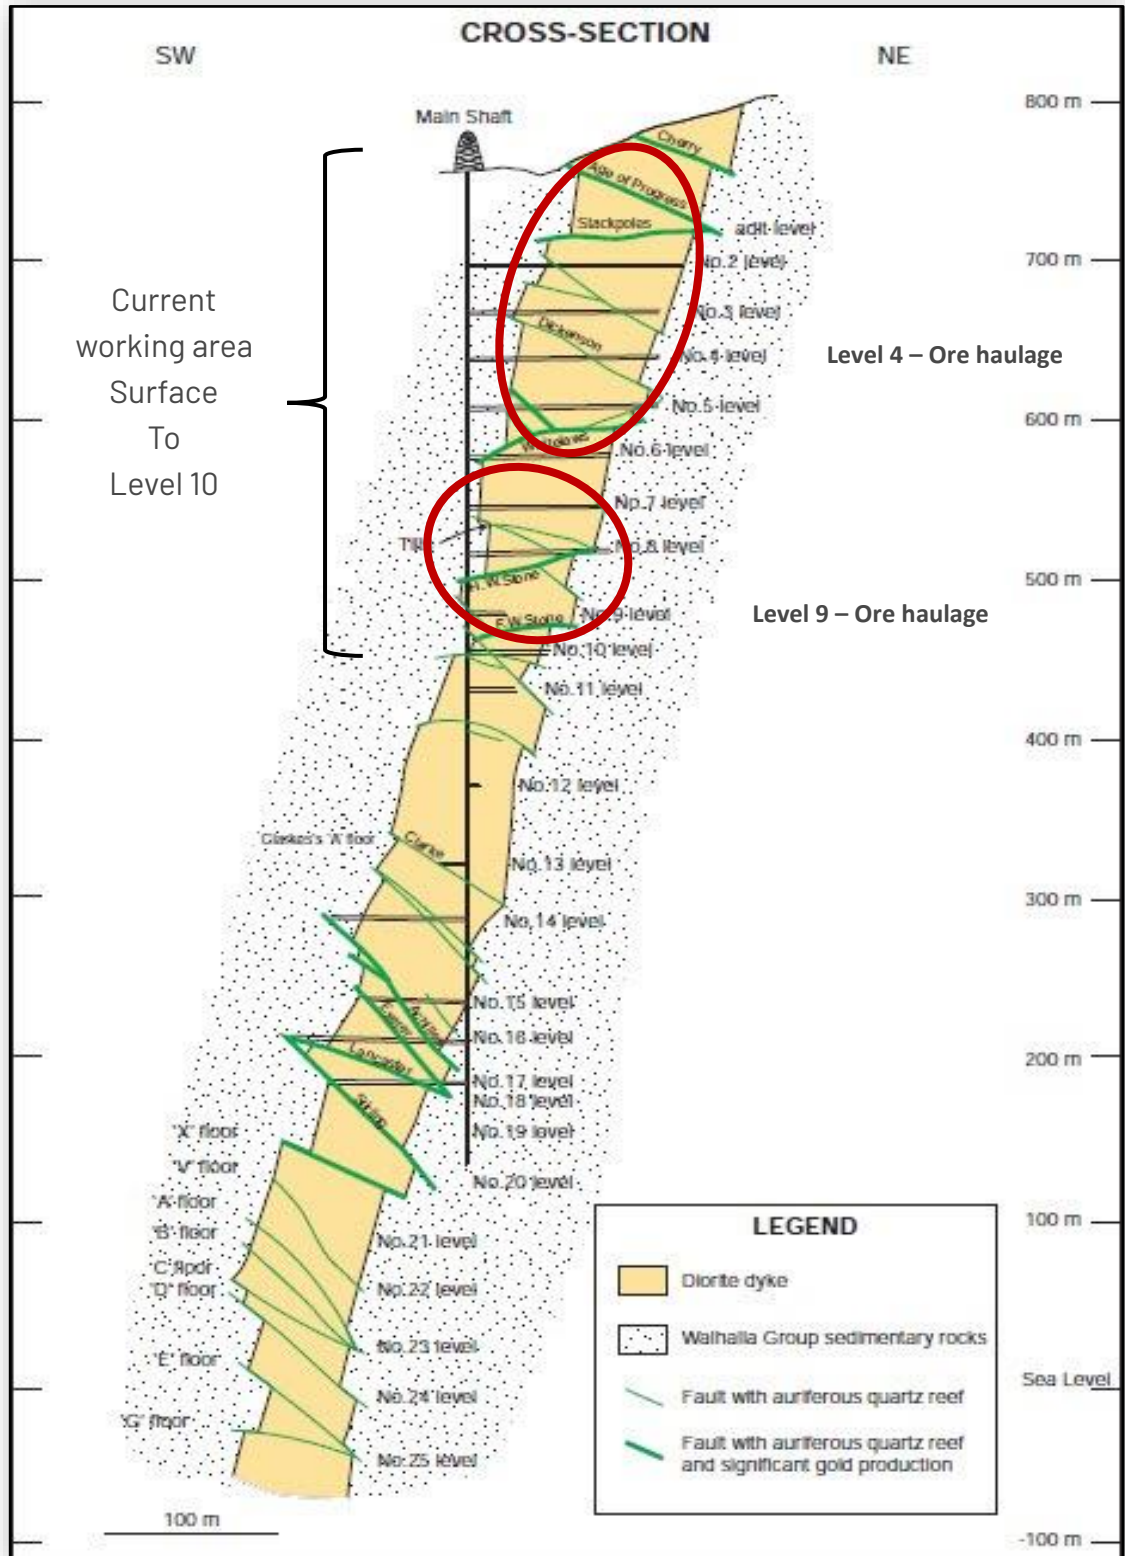 CROSS-SECTION
SW
NE
Main Shaft
800 m
Cherry
Age of Progress
Stackpoles
adit level
No.2 level
700 m
No.3 level
Dickenson
No.4 level
Level 4 – Ore haulage
Current
working area
Surface
To
Level 10
No.5 level
600 m
No.6 level
No.7 level
No.8 level
H.W.Stone
500 m
No.9 level
F.W.Stone
Level 9 – Ore haulage
No.10 level
No.11 level
400 m
No.12 level
Clarke
No.13 level
300 m
No.14 level
No.15 level
No.16 level
200 m
No.17 level
No.18 level
"X" floor
No.19 level
"V" floor
No.20 level
"A" floor
100 m
"B" floor
No.21 level
"C" floor
"D" floor
No.22 level
No.23 level
"E" floor
Sea Level
No.24 level
"G" floor
No.25 level
LEGEND
Diorite dyke
Walhalla Group sedimentary rocks
Fault with auriferous quartz reef
Fault with auriferous quartz reef
and significant gold production
100 m
-100 m